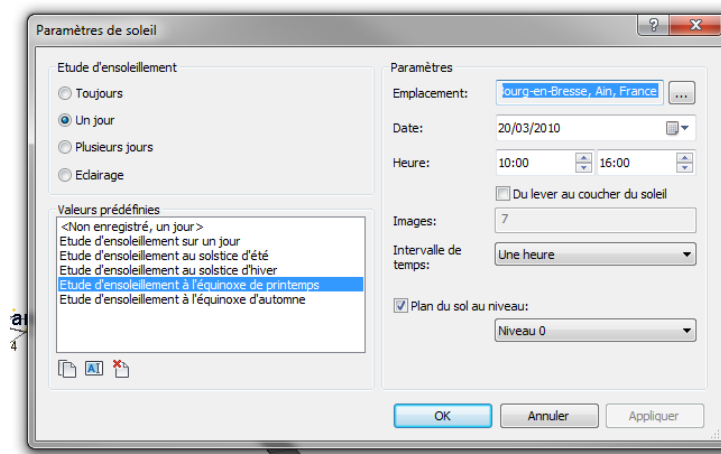 Paramètres de soleil
Etude d'ensoleillement
Toujours
Un jour
Plusieurs jours
Eclairage
Valeurs prédéfinies
<Non enregistré, un jour>
Etude d'ensoleillement sur un jour
Etude d'ensoleillement au solstice d'été
Etude d'ensoleillement au solstice d'hiver
Etude d'ensoleillement à l'équinoxe de printemps
Etude d'ensoleillement à l'équinoxe d'automne
Paramètres
Emplacement: ourg-en-Bresse, Ain, France ...
Date: 20/03/2010
Heure: 10:00 16:00
Du lever au coucher du soleil
Images: 7
Intervalle de
temps: Une heure
Plan du sol au niveau:
Niveau 0
OK Annuler Appliquer
4